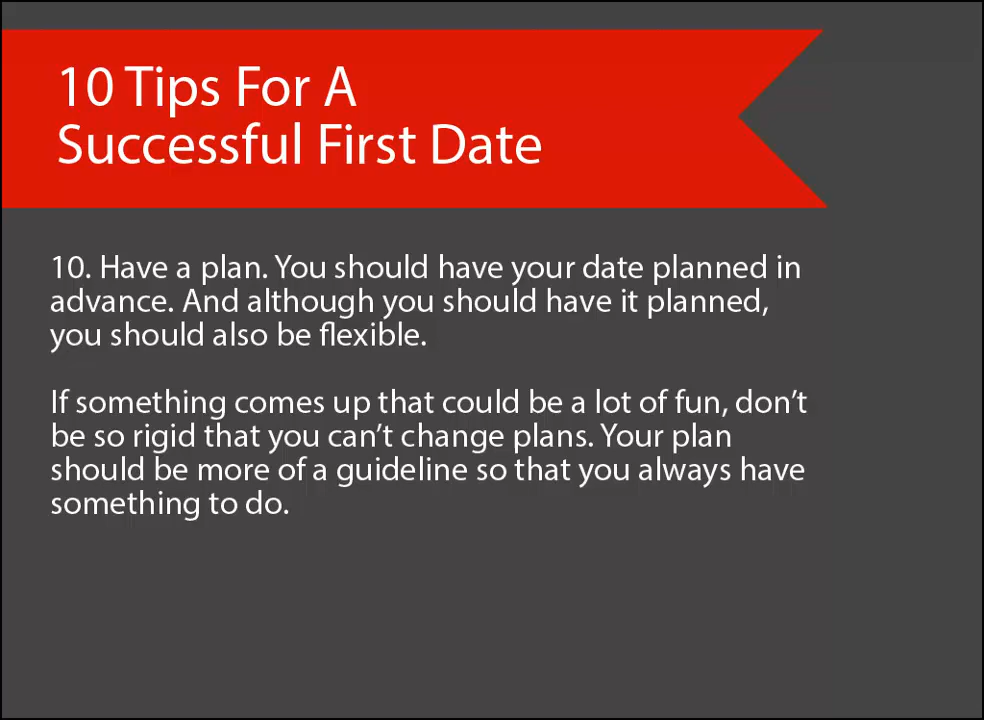 10 Tips For A
Successful First Date
10. Have a plan. You should have your date planned in
advance. And although you should have it planned,
you should also be flexible.
If something comes up that could be a lot of fun, don’t
be so rigid that you can’t change plans. Your plan
should be more of a guideline so that you always have
something to do.